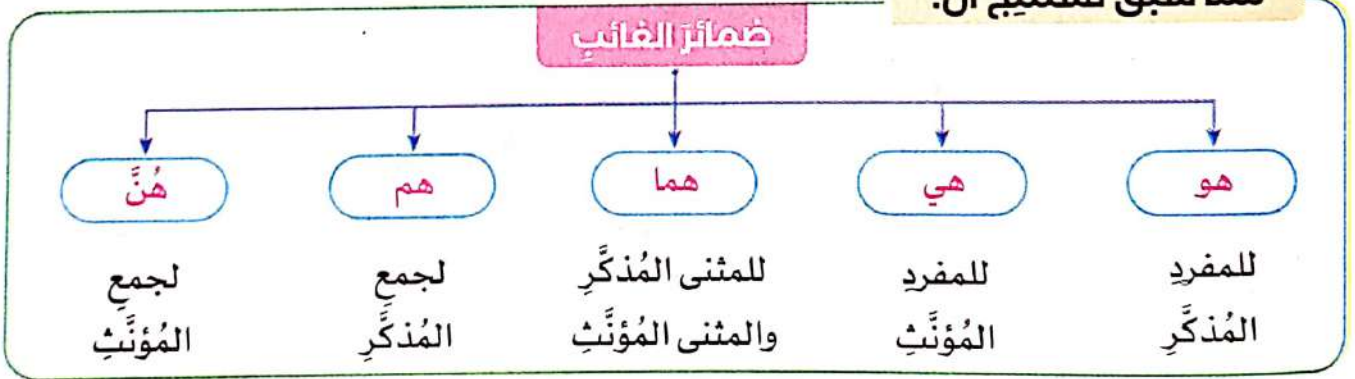 ضمائرَ الغائبِ
هو
هي
هما
هم
هُنَّ
للمفردِ
المُذكَّرِ
للمفردِ
المُؤنَّثِ
للمثنى المُذكَّرِ
والمثنى المُؤنَّثِ
لجمعِ
المُذكَّرِ
لجمعِ
المُؤنَّثِ